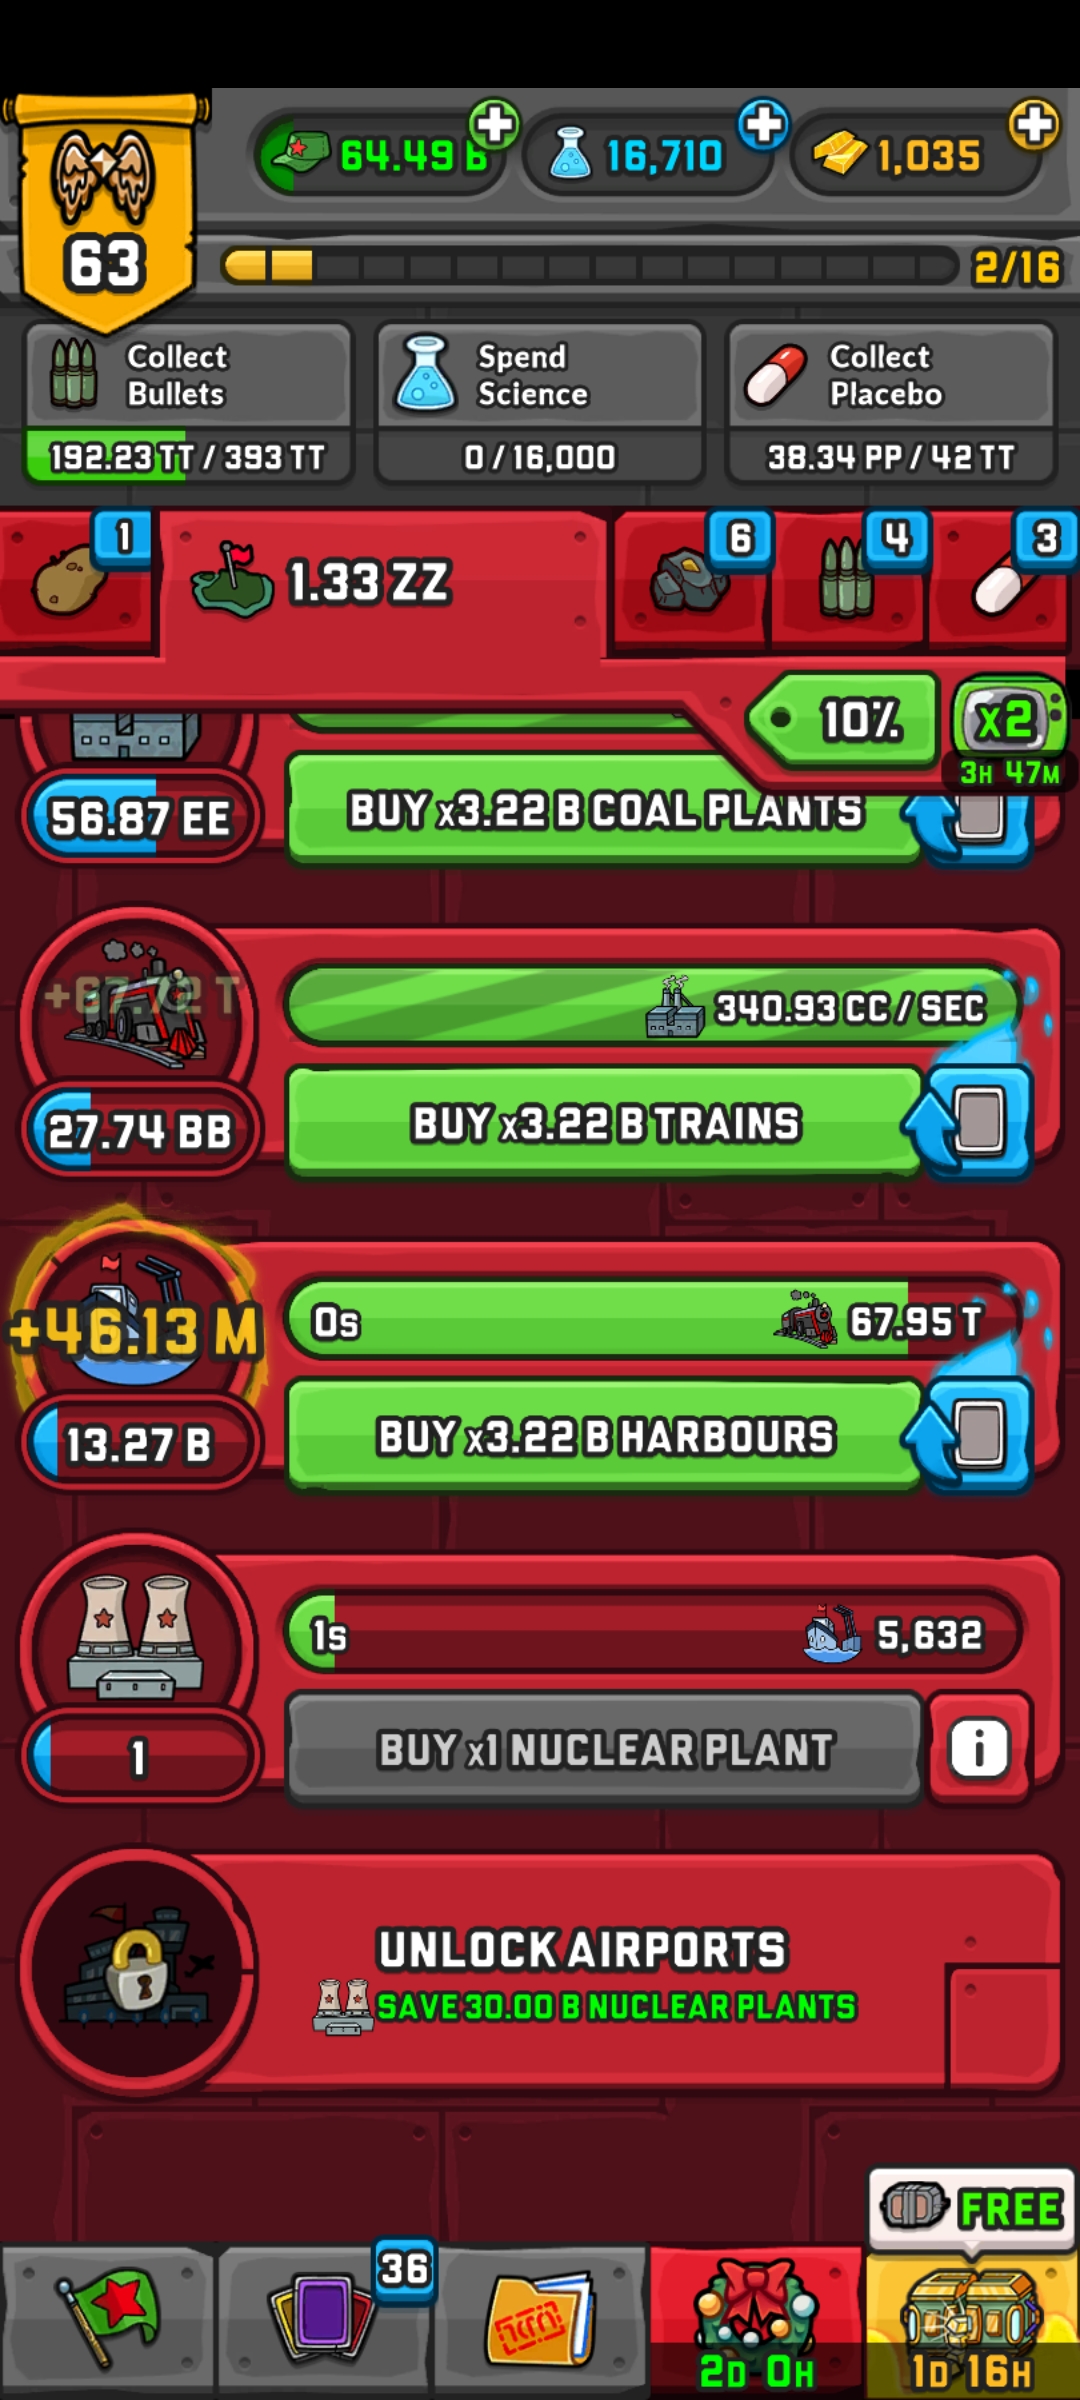 64.49 B
16,710
1,035
63
2/16
Collect
Bullets
Spend
Science
Collect
Placebo
192.23 TT / 393 TT
0 / 16,000
38.34 PP / 42 TT
1
1.33 ZZ
6
4
3
10%
x2
3H 47M
56.87 EE
BUY x3.22 B COAL PLANTS
+67.72 T
340.93 CC / SEC
27.74 BB
BUY x3.22 B TRAINS
+46.13 M
0s
67.95 T
13.27 B
BUY x3.22 B HARBOURS
1s
5,632
1
BUY x1 NUCLEAR PLANT
i
UNLOCK AIRPORTS
SAVE 30.00 B NUCLEAR PLANTS
FREE
36
2D 0H
1D 16H